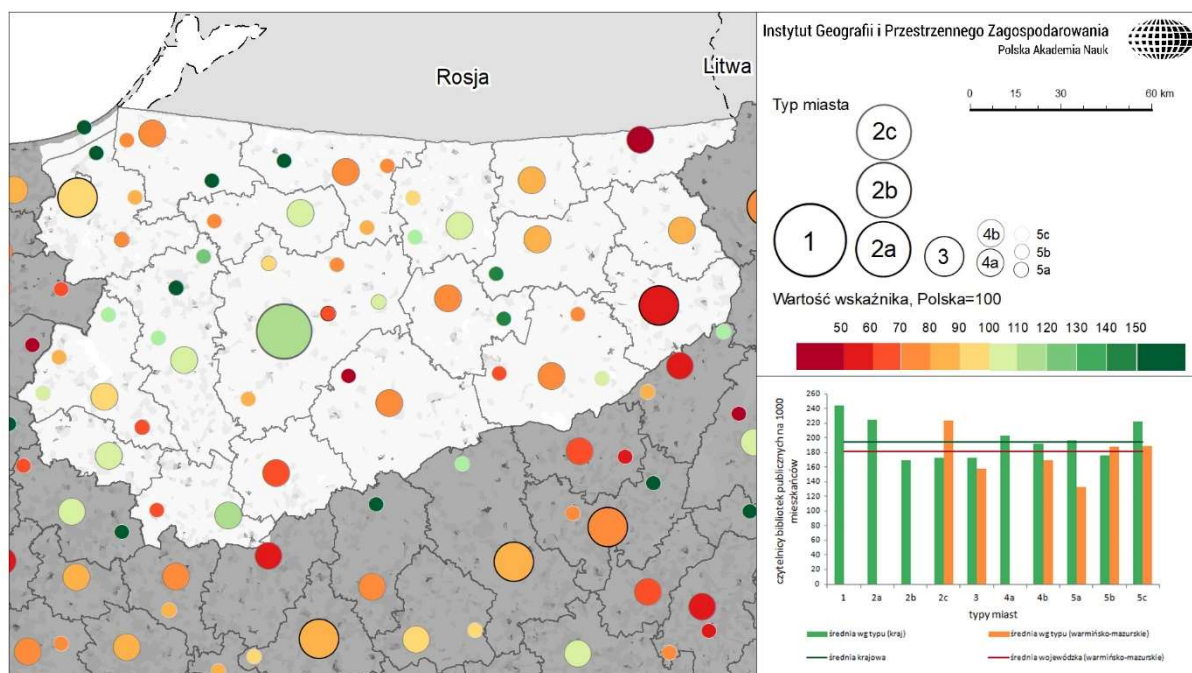 Rosja
Litwa
Instytut Geografii i Przestrzennego Zagospodarowania
Polska Akademia Nauk
0 15 30 60 km
Typ miasta
2c
2b
1
2a
3
4b
4a
5c
5b
5a
Wartość wskaźnika, Polska=100
50 60 70 80 90 100 110 120 130 140 150
czytelnicy bibliotek publicznych na 1000
mieszkańców
260
240
220
200
180
160
140
120
100
80
60
40
20
0
1 2a 2b 2c 3 4a 4b 5a 5b 5c
typy miast
średnia wg typu (kraj)
średnia wg typu (warmińsko-mazurskie)
średnia krajowa
średnia wojewódzka (warmińsko-mazurskie)